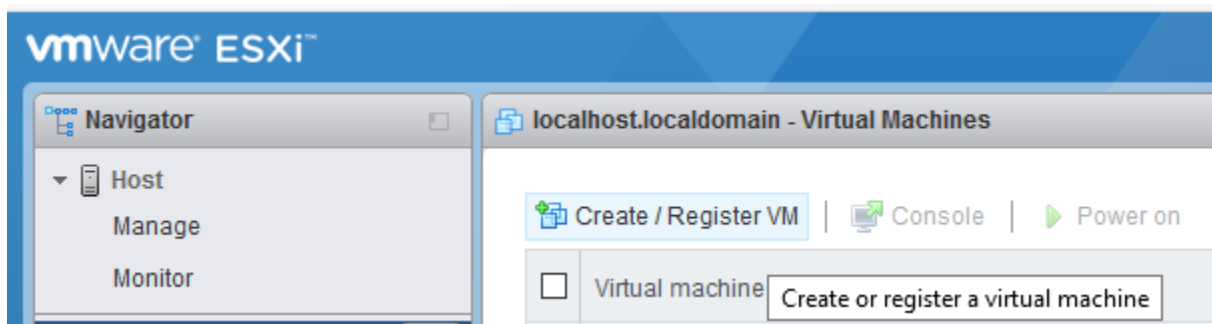 vmware® ESXi™
Navigator
localhost.localdomain - Virtual Machines
Host
Manage
Monitor
Create / Register VM | Console | Power on
Virtual machine
Create or register a virtual machine